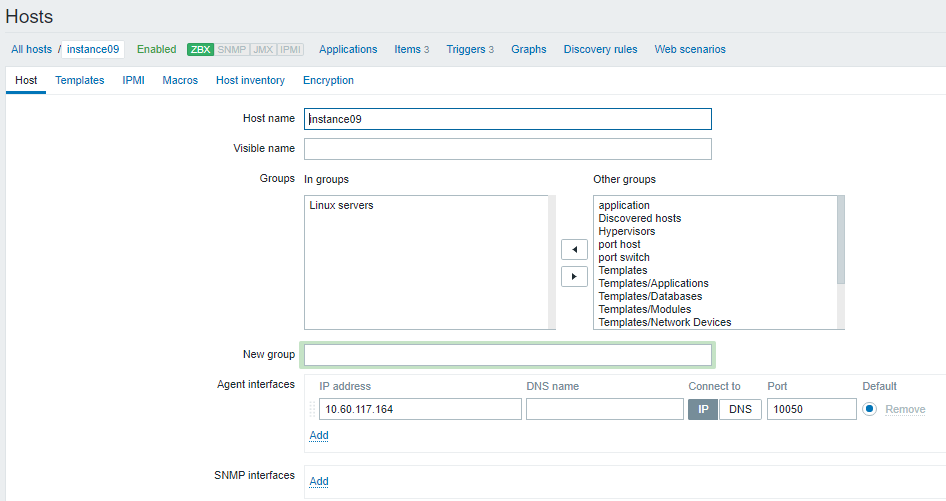 Hosts
All hosts / instance09 Enabled ZBX SNMP JMX IPMI Applications Items 3 Triggers 3 Graphs Discovery rules Web scenarios
Host Templates IPMI Macros Host inventory Encryption
Host name instance09
Visible name
Groups In groups Other groups
Linux servers application
Discovered hosts
Hypervisors
port host
port switch
Templates
Templates/Applications
Templates/Databases
Templates/Modules
Templates/Network Devices
New group
Agent interfaces IP address DNS name Connect to Port Default
10.60.117.164 IP DNS 10050 Remove
Add
SNMP interfaces Add